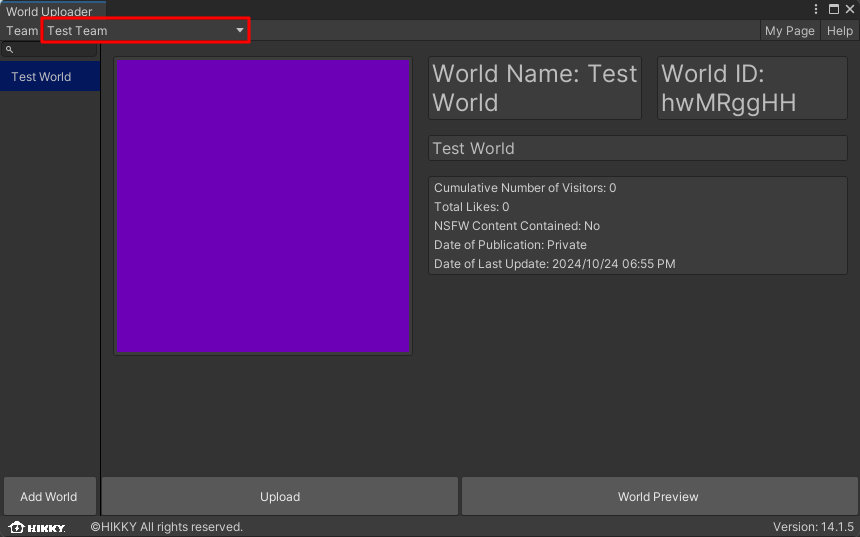 World Uploader
Team Test Team My Page Help
Test World
World Name: Test
World
World ID:
hwMRggHH
Test World
Cumulative Number of Visitors: 0
Total Likes: 0
NSFW Content Contained: No
Date of Publication: Private
Date of Last Update: 2024/10/24 06:55 PM
Add World Upload World Preview
HIKKY ©HIKKY All rights reserved. Version: 14.1.5